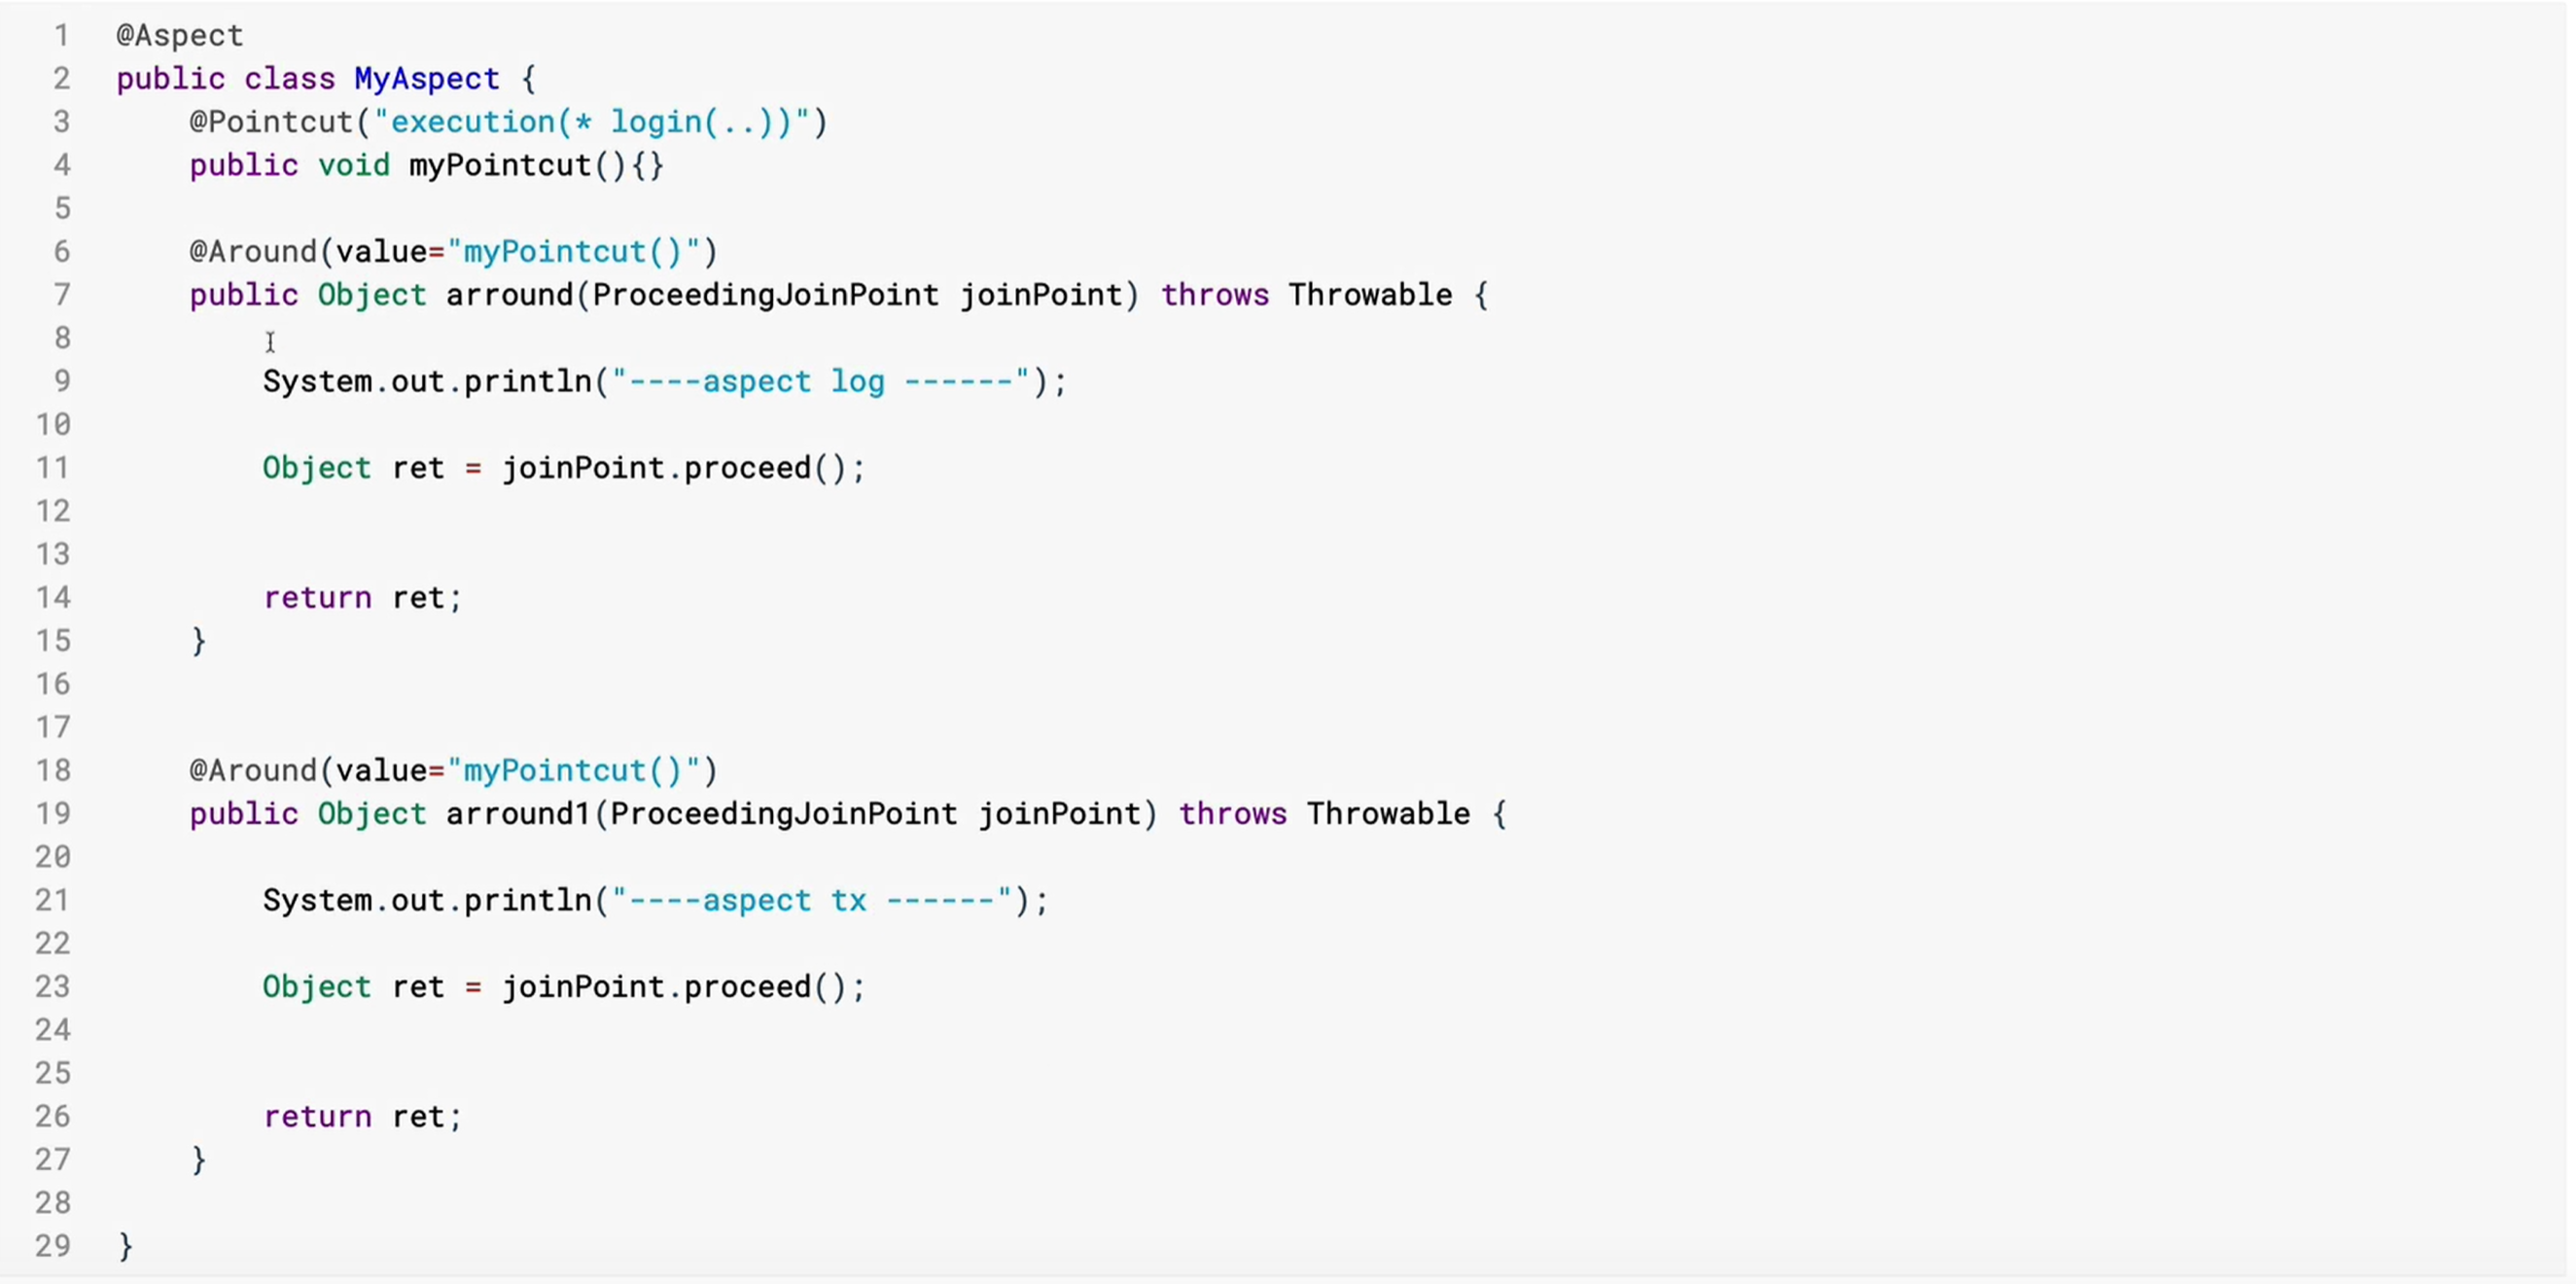 1 @Aspect
2 public class MyAspect {
3 @Pointcut("execution(* login(..))")
4 public void myPointcut(){}
5
6 @Around(value="myPointcut()")
7 public Object arround(ProceedingJoinPoint joinPoint) throws Throwable {
8
9 System.out.println("----aspect log ------");
10
11 Object ret = joinPoint.proceed();
12
13
14 return ret;
15 }
16
17
18 @Around(value="myPointcut()")
19 public Object arround1(ProceedingJoinPoint joinPoint) throws Throwable {
20
21 System.out.println("----aspect tx ------");
22
23 Object ret = joinPoint.proceed();
24
25
26 return ret;
27 }
28
29 }